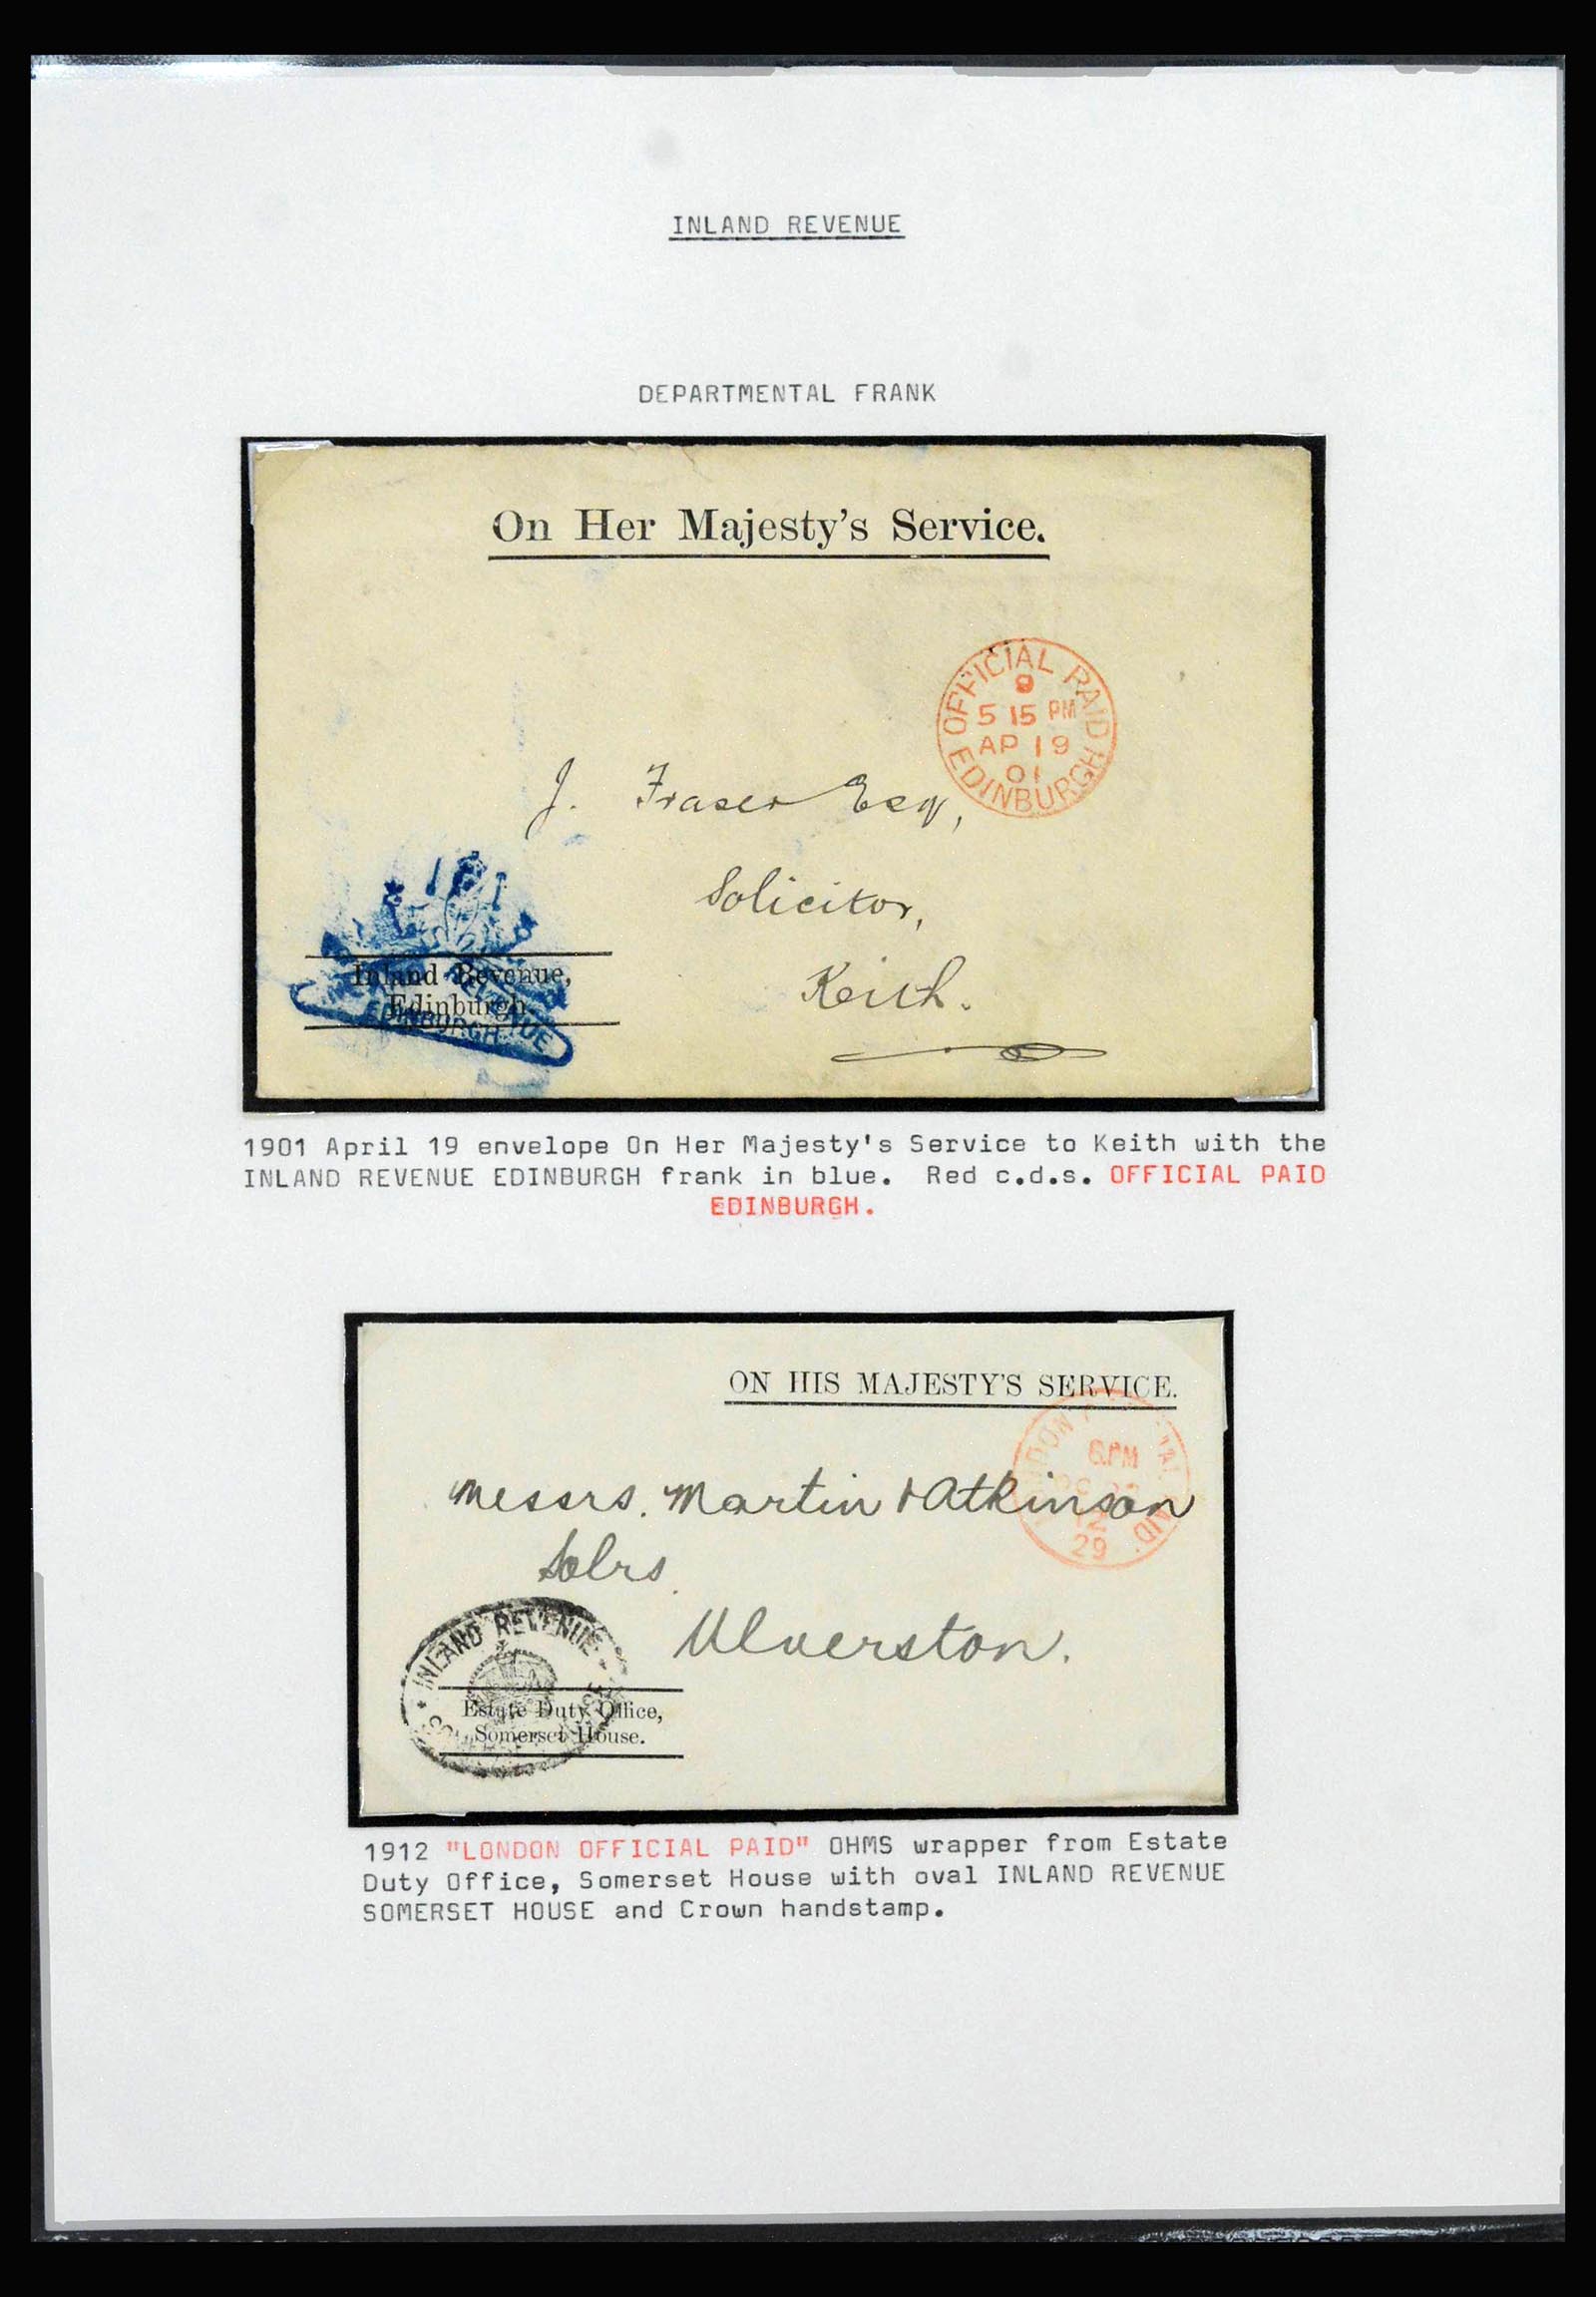 INLAND REVENUE
DEPARTMENTAL FRANK
On Her Majesty's Service.
OFFICIAL PAID
9
5 15 PM
AP 19
01
EDINBURGH
J. Fraser Esq,
Solicitor,
Keith.
Inland Revenue,
Edinburgh
EDINBURGH
1901 April 19 envelope On Her Majesty's Service to Keith with the
INLAND REVENUE EDINBURGH frank in blue. Red c.d.s. OFFICIAL PAID
EDINBURGH.
ON HIS MAJESTY'S SERVICE.
6.PM
12
29
Messrs. Martin & Atkinson
Solrs
Ulverston.
INLAND REVENUE
Estate Duty Office,
Somerset House.
1912 "LONDON OFFICIAL PAID" OHMS wrapper from Estate
Duty Office, Somerset House with oval INLAND REVENUE
SOMERSET HOUSE and Crown handstamp.